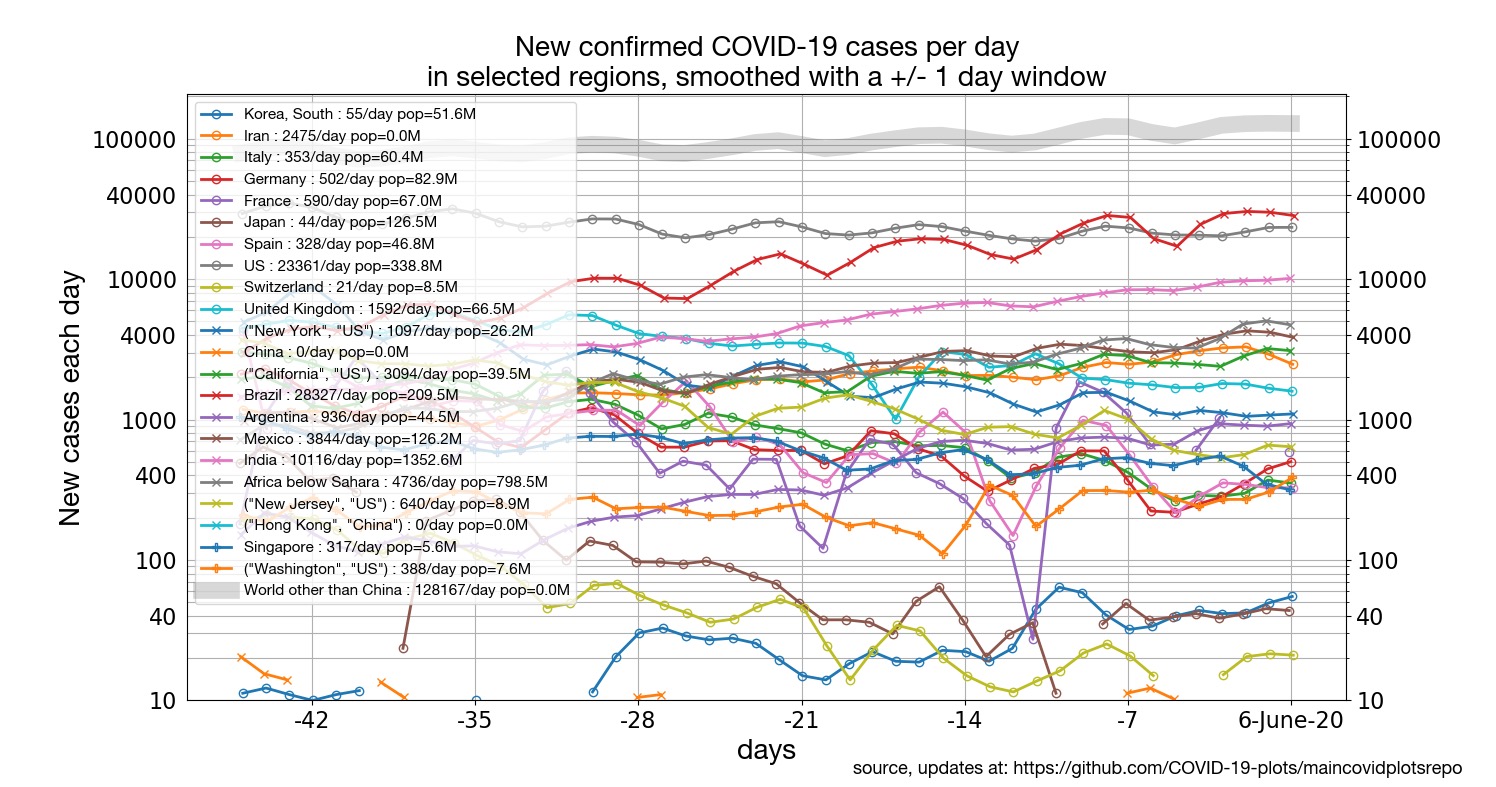 New confirmed COVID-19 cases per day
in selected regions, smoothed with a +/- 1 day window
New cases each day
100000
40000
10000
4000
1000
400
100
40
10
Korea, South : 55/day pop=51.6M
Iran : 2475/day pop=0.0M
Italy : 353/day pop=60.4M
Germany : 502/day pop=82.9M
France : 590/day pop=67.0M
Japan : 44/day pop=126.5M
Spain : 328/day pop=46.8M
US : 23361/day pop=338.8M
Switzerland : 21/day pop=8.5M
United Kingdom : 1592/day pop=66.5M
("New York", "US") : 1097/day pop=26.2M
China : 0/day pop=0.0M
("California", "US") : 3094/day pop=39.5M
Brazil : 28327/day pop=209.5M
Argentina : 936/day pop=44.5M
Mexico : 3844/day pop=126.2M
India : 10116/day pop=1352.6M
Africa below Sahara : 4736/day pop=798.5M
("New Jersey", "US") : 640/day pop=8.9M
("Hong Kong", "China") : 0/day pop=0.0M
Singapore : 317/day pop=5.6M
("Washington", "US") : 388/day pop=7.6M
World other than China : 128167/day pop=0.0M
100000
40000
10000
4000
1000
400
100
40
10
-42 -35 -28 -21 -14 -7 6-June-20
days
source, updates at: https://github.com/COVID-19-plots/maincovidplotsrepo